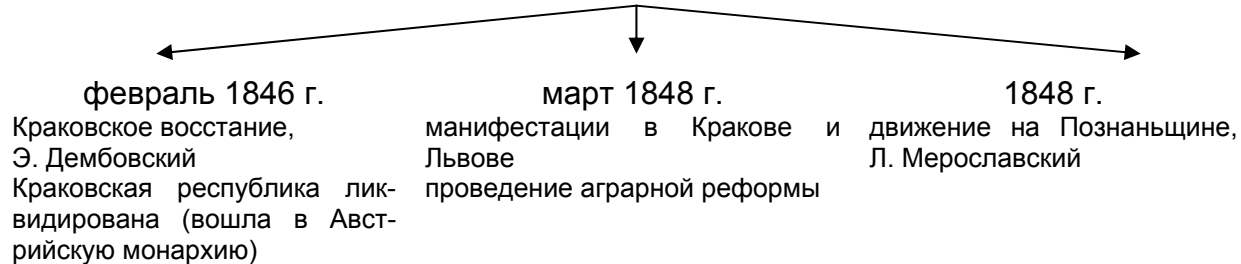 февраль 1846 г.
Краковское восстание,
Э. Дембовский
Краковская республика лик-
видирована (вошла в Авст-
рийскую монархию)
март 1848 г.
манифестации в Кракове и
Львове
проведение аграрной реформы
1848 г.
движение на Познаньщине,
Л. Мерославский